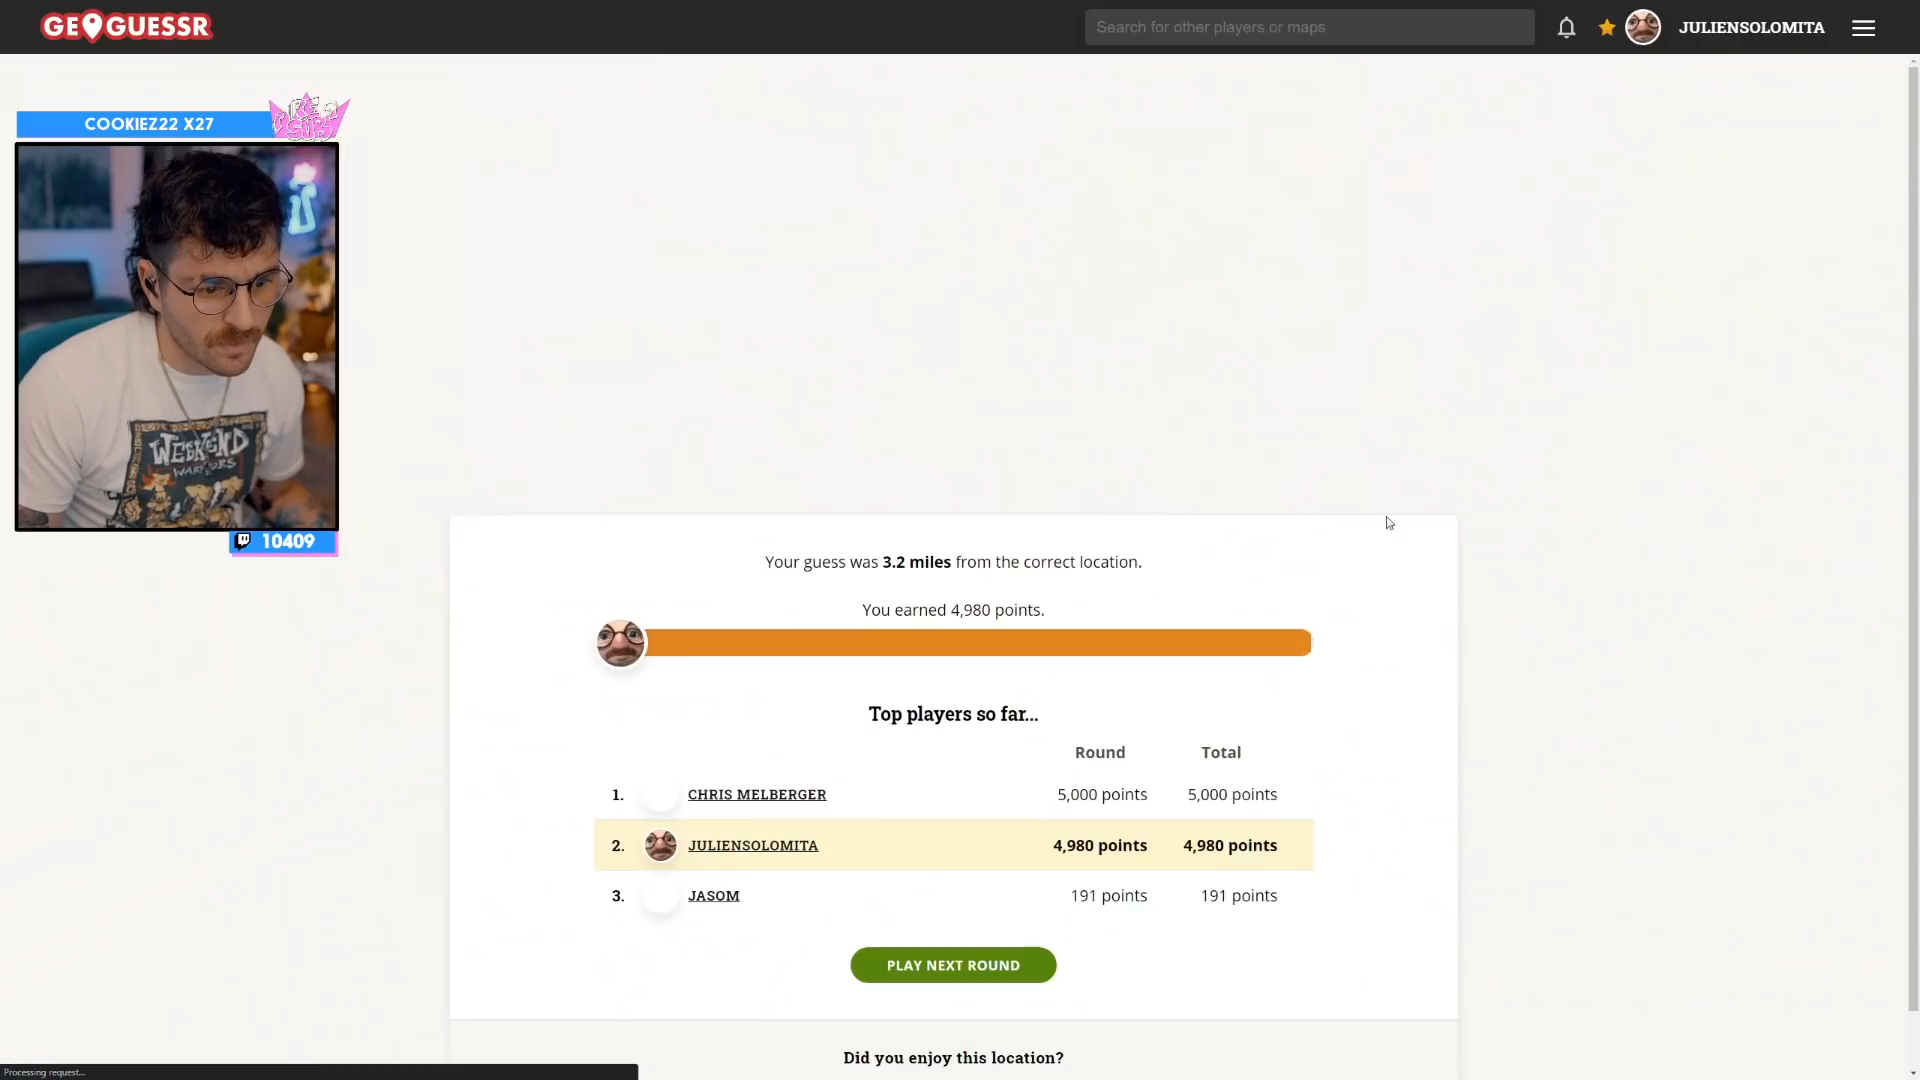 GEOGUESSR
Search for other players or maps
JULIENSOLOMITA
COOKIEZ22 X27
WEEKEND
WARRIORS
10409
Your guess was 3.2 miles from the correct location.
You earned 4,980 points.
Top players so far...
Round Total
1. CHRIS MELBERGER 5,000 points 5,000 points
2. JULIENSOLOMITA 4,980 points 4,980 points
3. JASOM 191 points 191 points
PLAY NEXT ROUND
Did you enjoy this location?
Processing request...